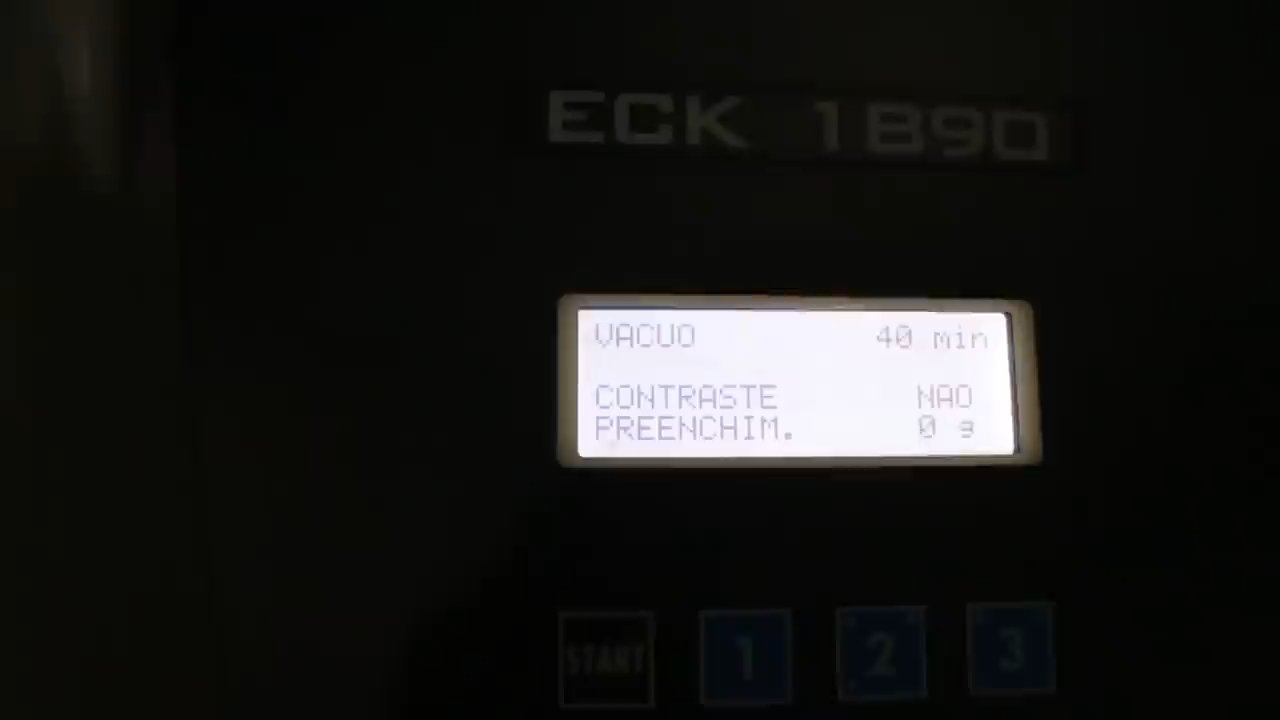 ECK 1890
VACUO 40 min
CONTRASTE NAO
PREENCHIM. 0 g
START 1 2 3